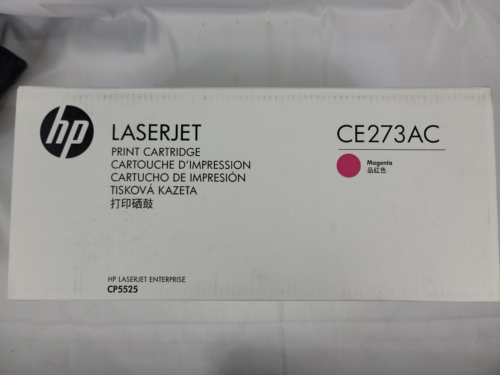 hp
LASERJET
PRINT CARTRIDGE
CARTOUCHE D'IMPRESSION
CARTUCHO DE IMPRESIÓN
TISKOVÁ KAZETA
打印硒鼓
CE273AC
Magenta
品红色
HP LASERJET ENTERPRISE
CP5525